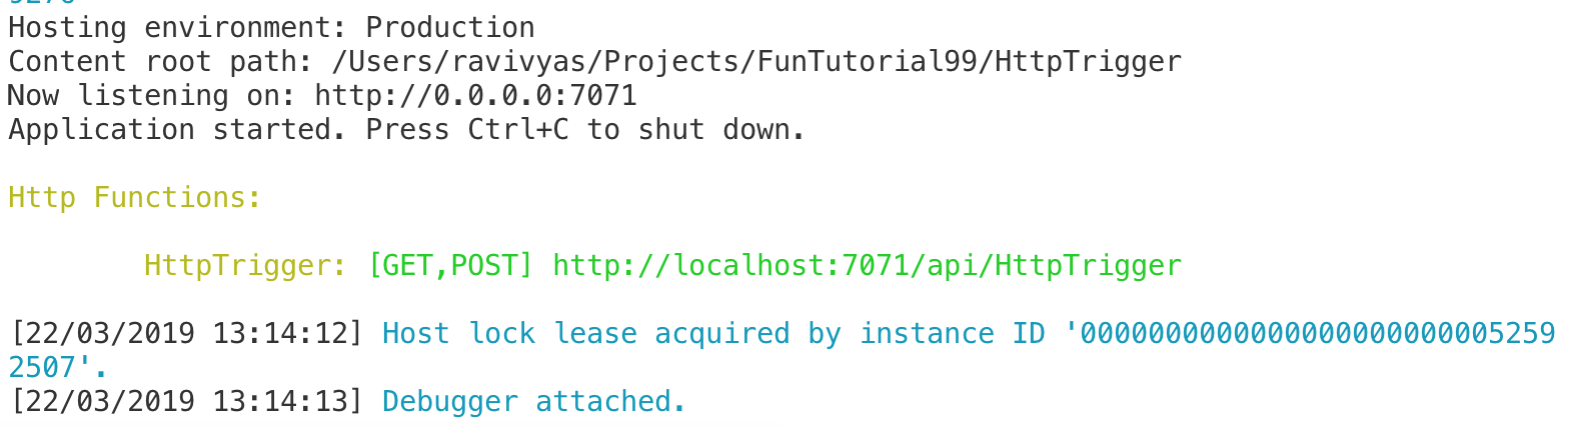 Hosting environment: Production
Content root path: /Users/ravivyas/Projects/FunTutorial99/HttpTrigger
Now listening on: http://0.0.0.0:7071
Application started. Press Ctrl+C to shut down.
Http Functions:
HttpTrigger: [GET,POST] http://localhost:7071/api/HttpTrigger
[22/03/2019 13:14:12] Host lock lease acquired by instance ID '0000000000000000000000005259
2507'.
[22/03/2019 13:14:13] Debugger attached.